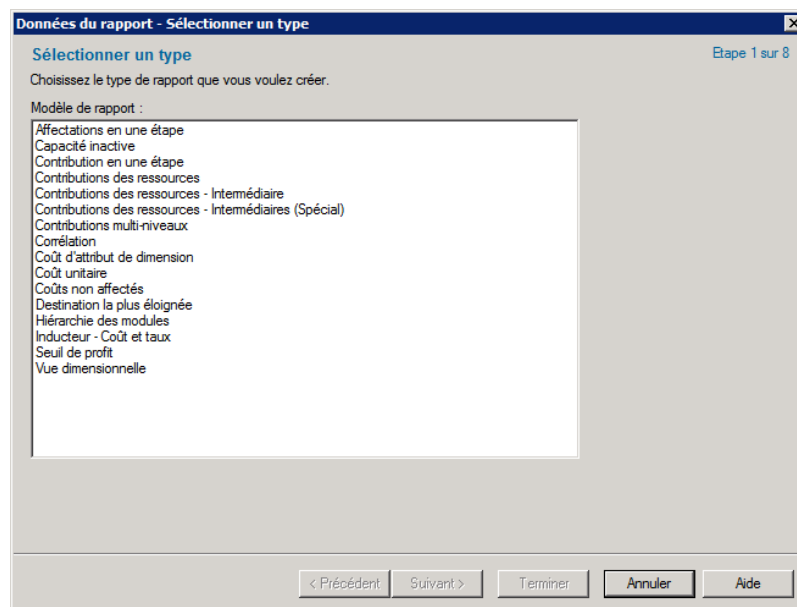 Données du rapport - Sélectionner un type
Sélectionner un type
Etape 1 sur 8
Choisissez le type de rapport que vous voulez créer.
Modèle de rapport :
Affectations en une étape
Capacité inactive
Contribution en une étape
Contributions des ressources
Contributions des ressources - Intermédiaire
Contributions des ressources - Intermédiaires (Spécial)
Contributions multi-niveaux
Corrélation
Coût d'attribut de dimension
Coût unitaire
Coûts non affectés
Destination la plus éloignée
Hiérarchie des modules
Inducteur - Coût et taux
Seuil de profit
Vue dimensionnelle
< Précédent
Suivant >
Terminer
Annuler
Aide